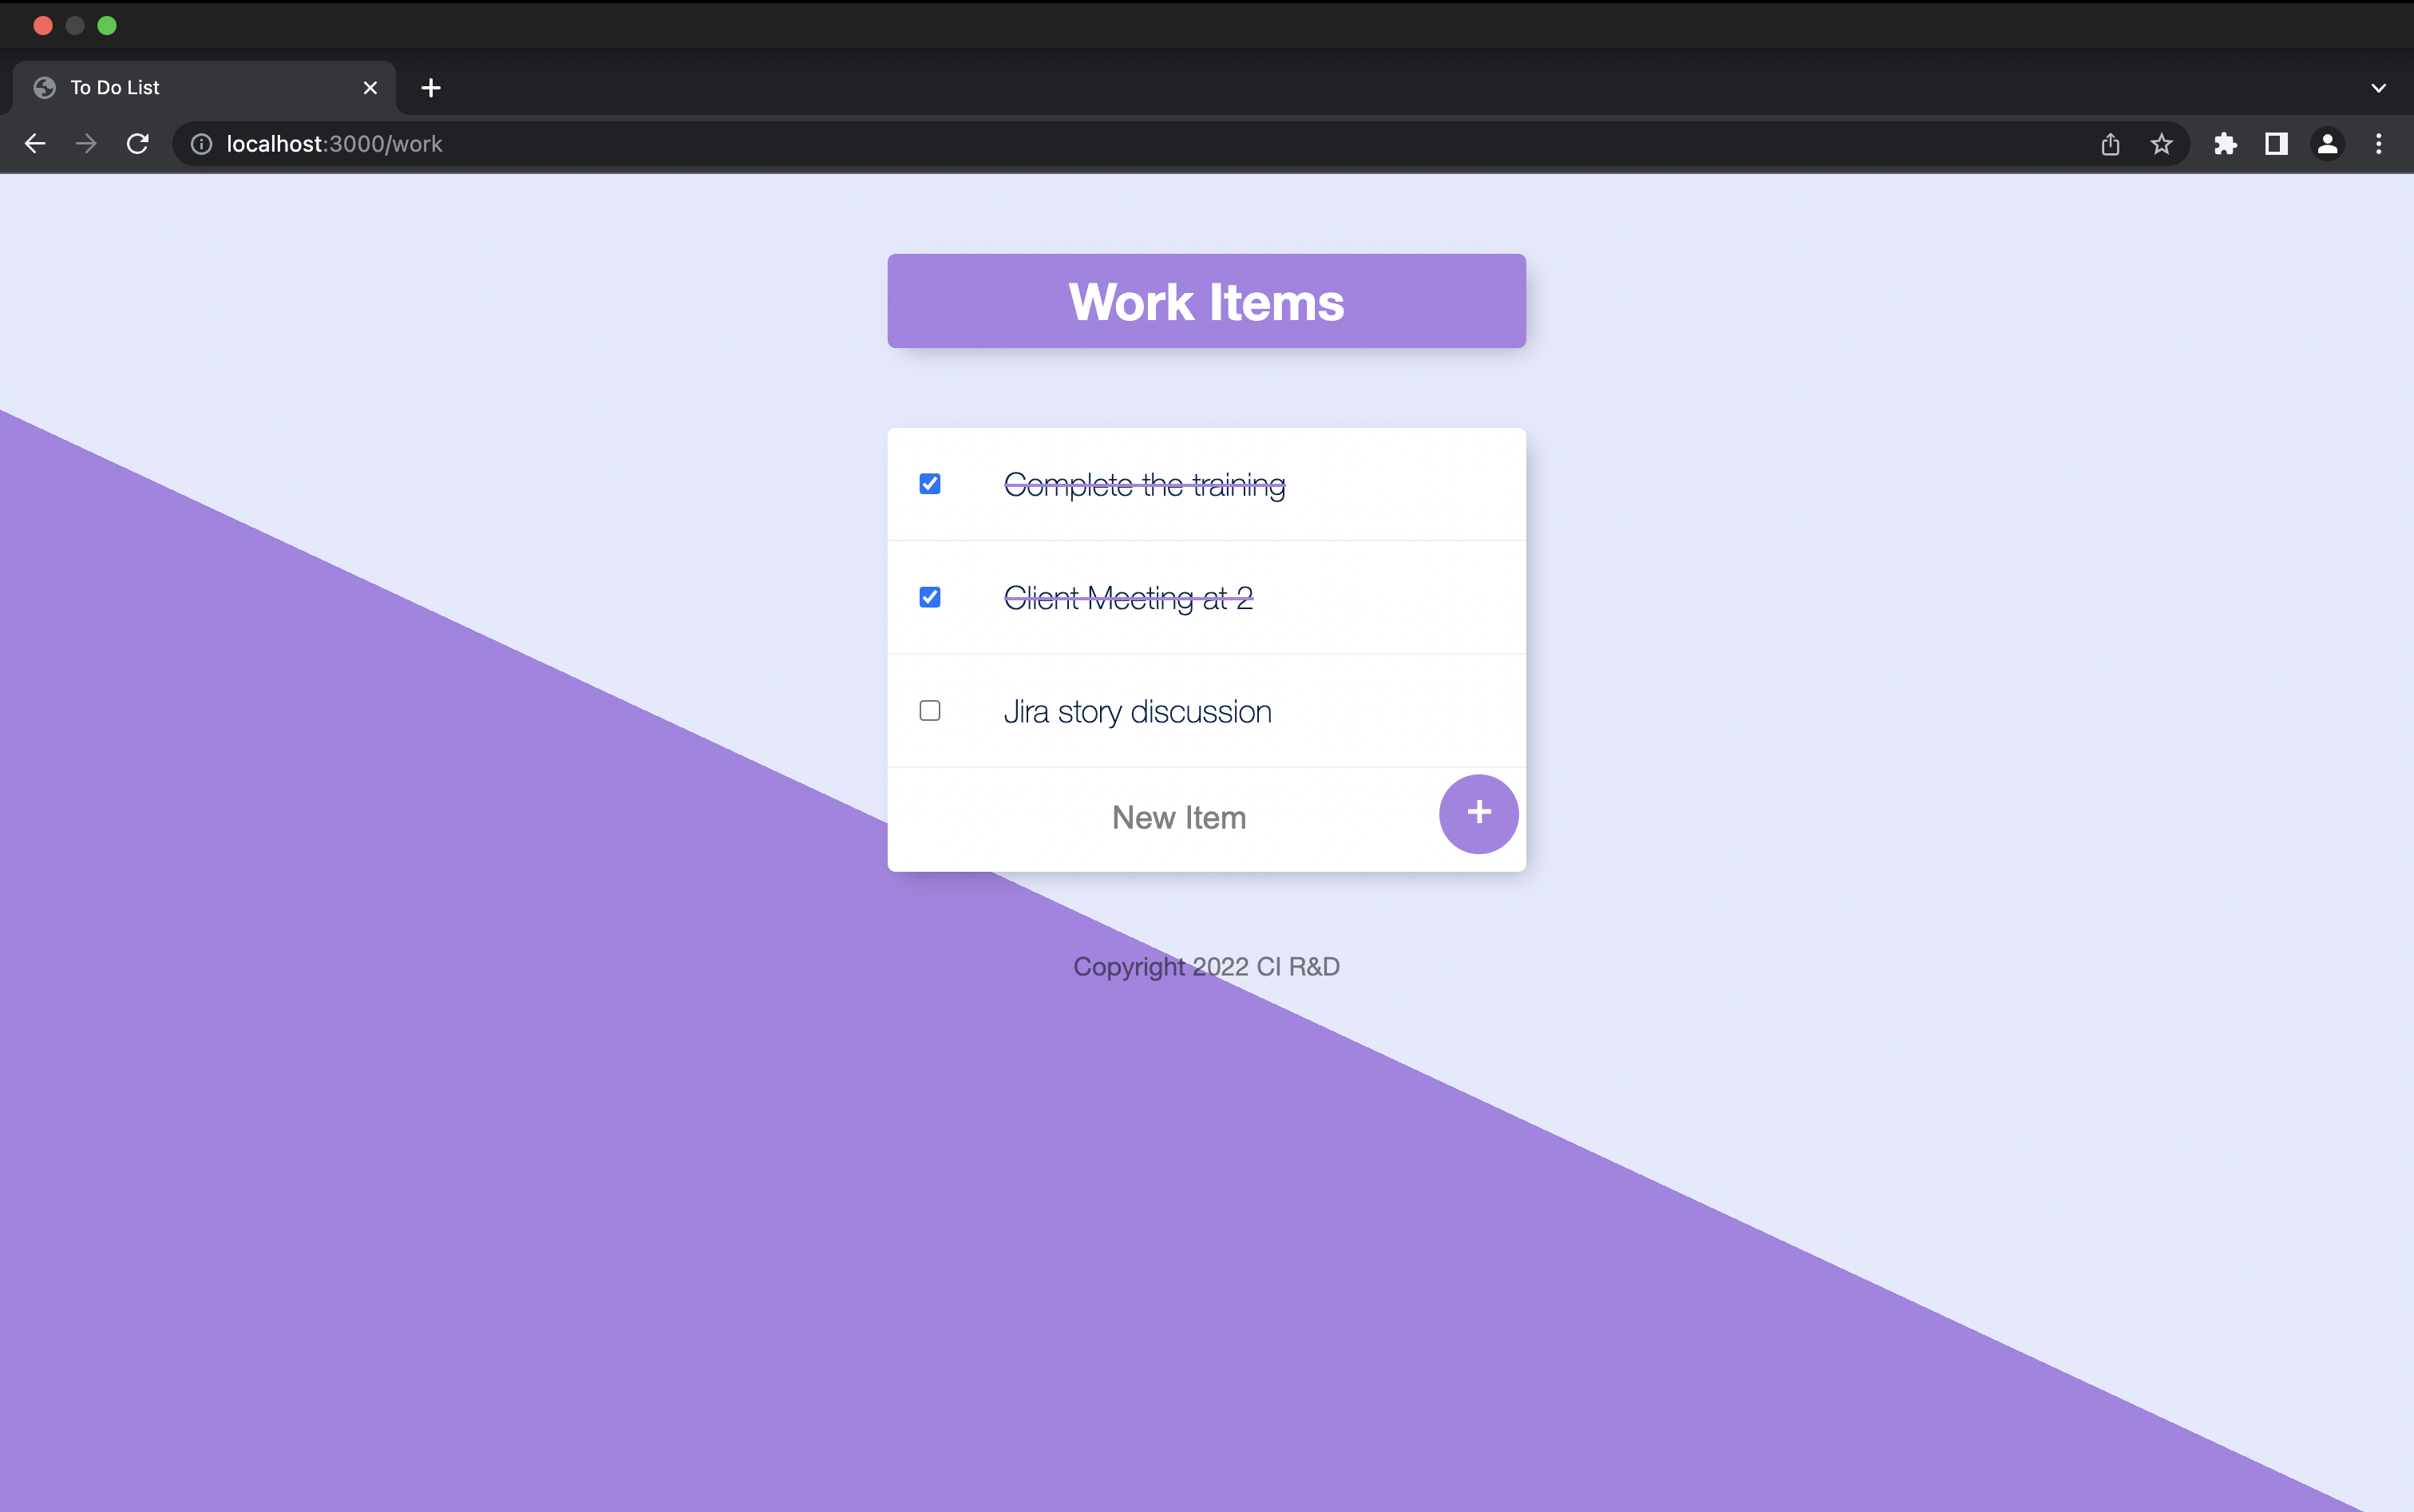 To Do List
localhost:3000/work
Work Items
Complete the training
Client Meeting at 2
Jira story discussion
New Item
+
Copyright 2022 CI R&D